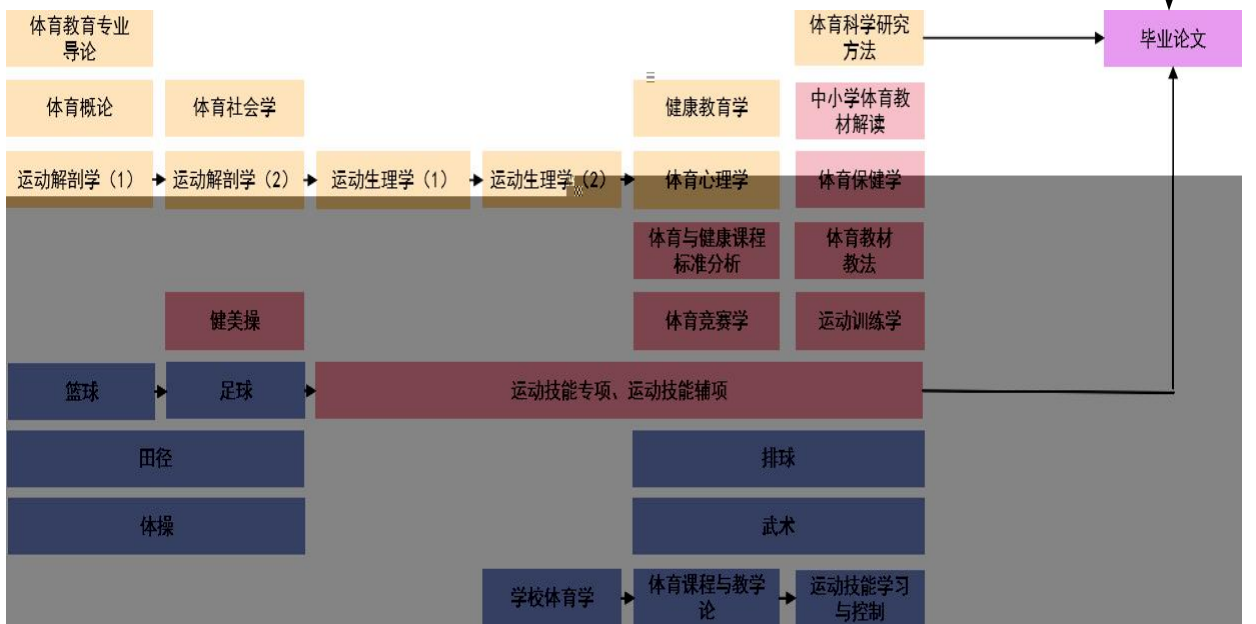 体育教育专业
导论
体育科学研究
方法
毕业论文
体育概论
体育社会学
健康教育学
中小学体育教
材解读
运动解剖学（1）
运动解剖学（2）
运动生理学（1）
运动生理学（2）
体育心理学
体育保健学
体育与健康课程
标准分析
体育教材
教法
健美操
体育竞赛学
运动训练学
篮球
足球
运动技能专项、运动技能辅项
田径
排球
体操
武术
学校体育学
体育课程与教学
论
运动技能学习
与控制